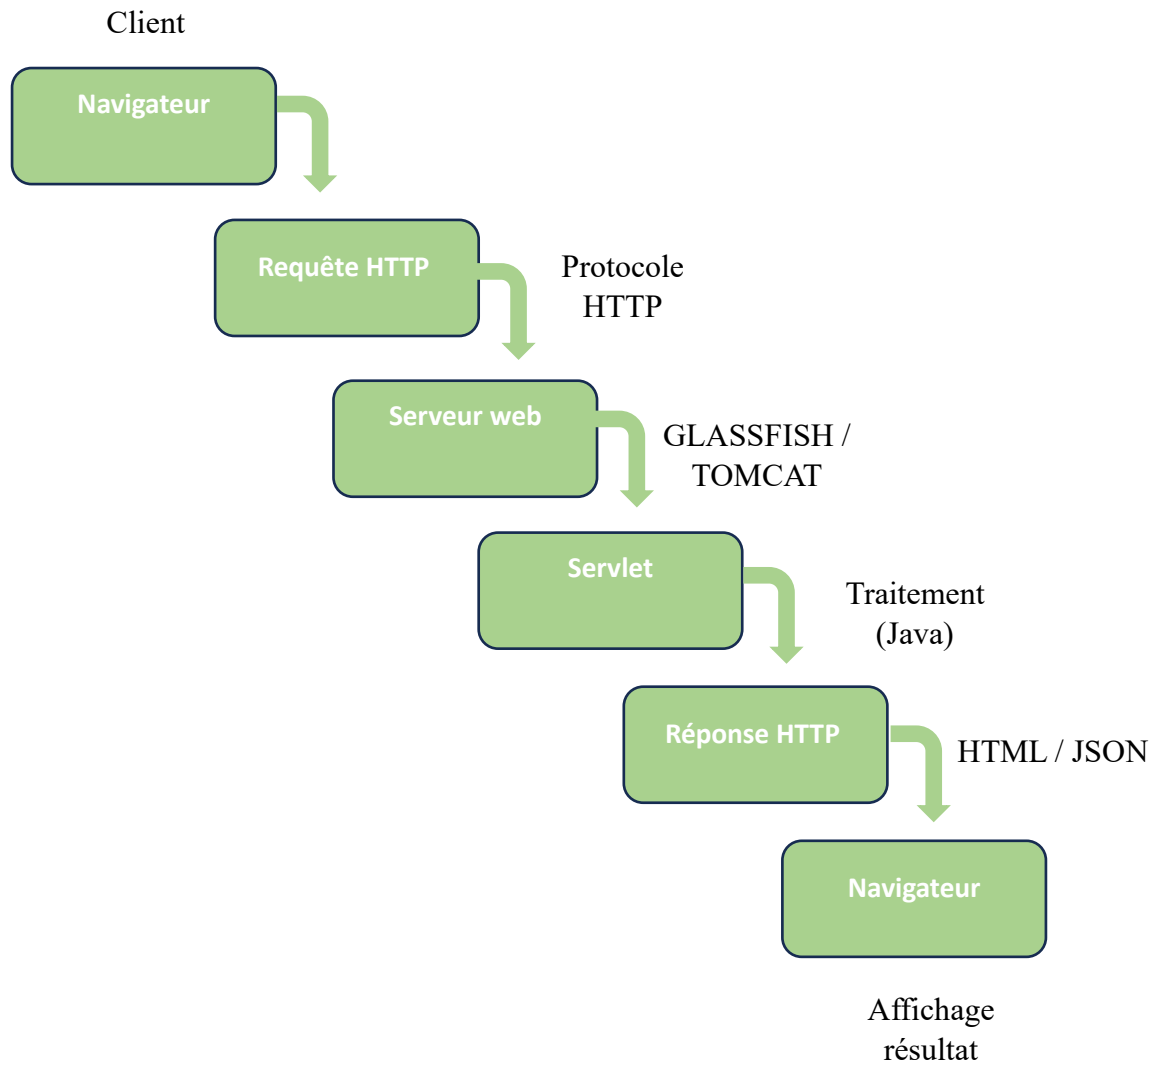 Client
Navigateur
Requête HTTP
Protocole
HTTP
Serveur web
GLASSFISH /
TOMCAT
Servlet
Traitement
(Java)
Réponse HTTP
HTML / JSON
Navigateur
Affichage
résultat